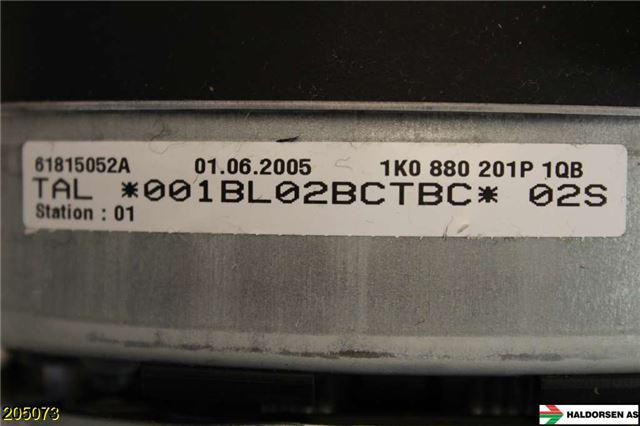 61815052A 01.06.2005 1K0 880 201P 1QB
TAL *001BL02BCTBC* 02S
Station : 01
205073
HALDORSEN AS